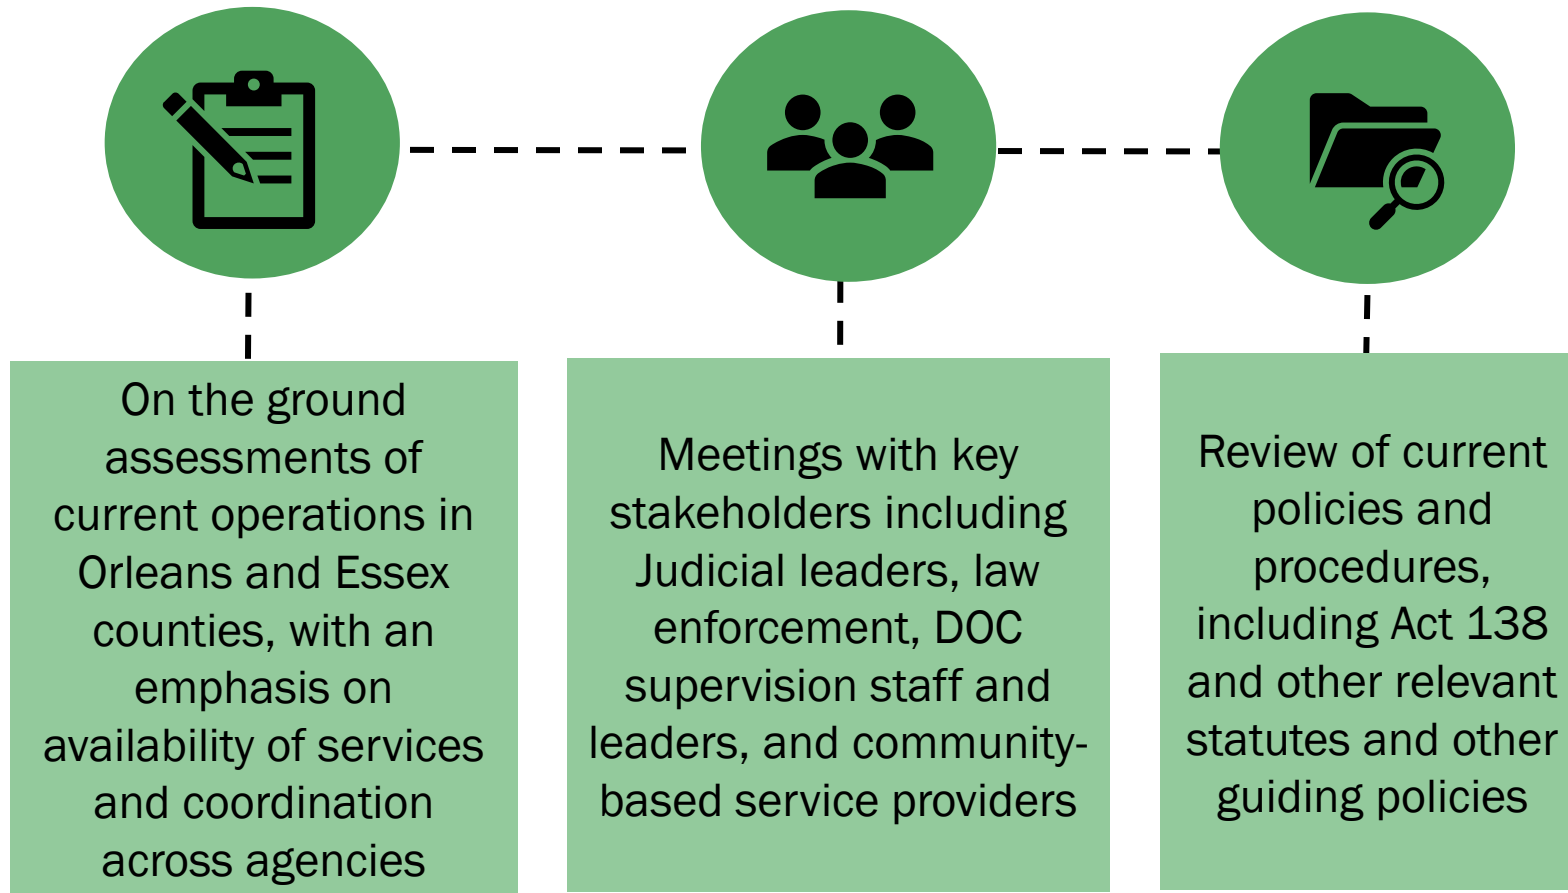 On the ground
assessments of
current operations in
Orleans and Essex
counties, with an
emphasis on
availability of services
and coordination
across agencies
Meetings with key
stakeholders including
Judicial leaders, law
enforcement, DOC
supervision staff and
leaders, and community-
based service providers
Review of current
policies and
procedures,
including Act 138
and other relevant
statutes and other
guiding policies